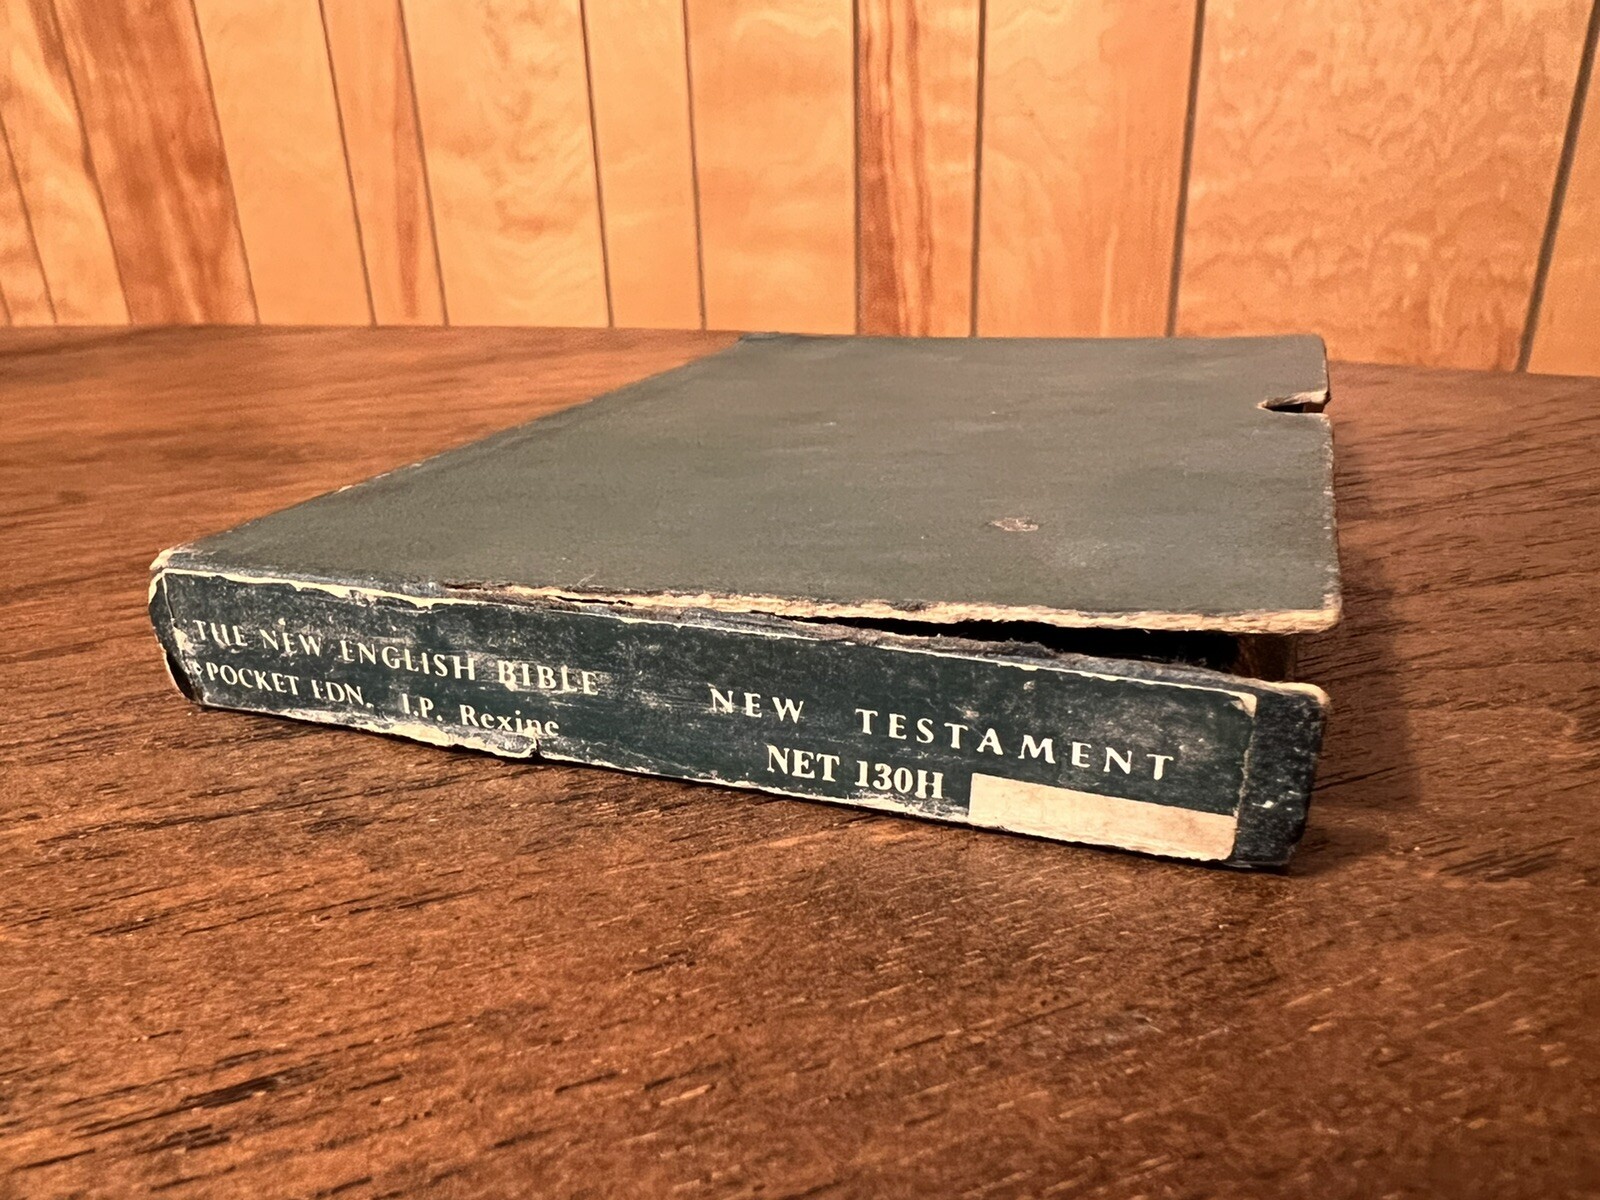 THE NEW ENGLISH BIBLE
POCKET EDN. I.P. Rexine
NEW TESTAMENT
NET 130H